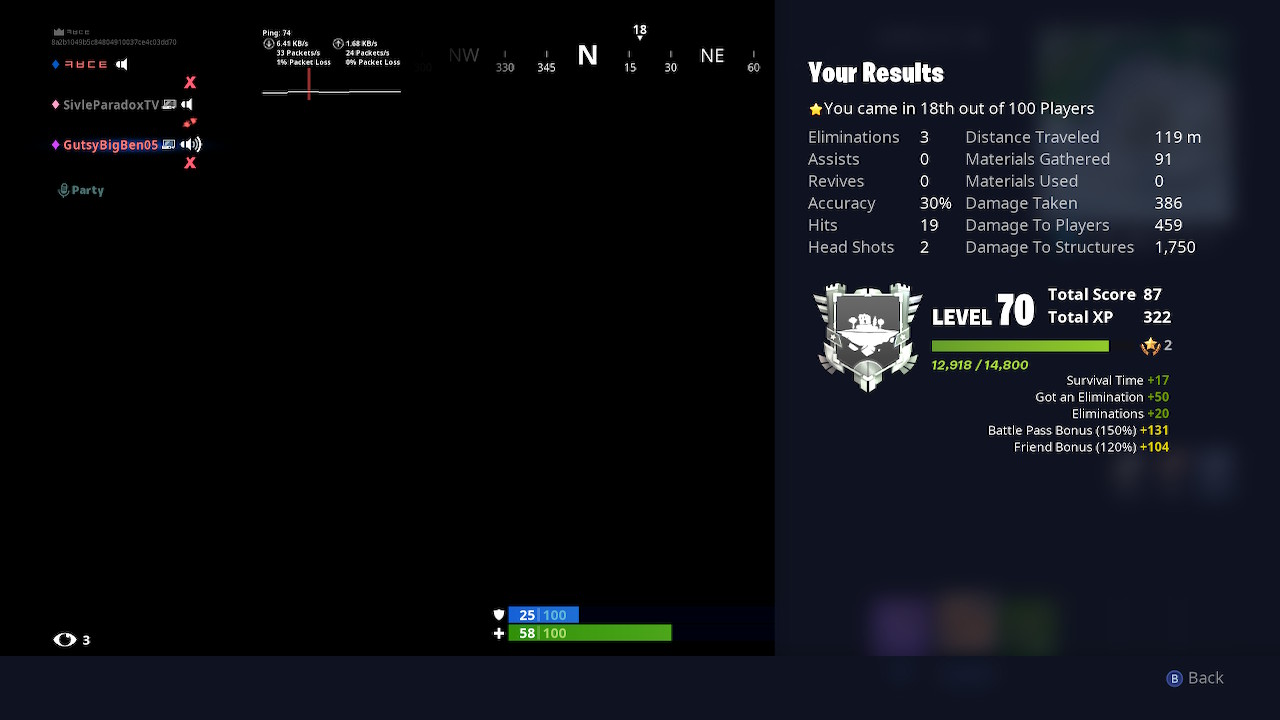 8a2b1049b5c84804910037ce4c03dd70
ㅋㅂㄷㅌ
SivleParadoxTV
GutsyBigBen05
Party
Ping: 74
6.41 KB/s 1.68 KB/s
33 Packets/s 24 Packets/s
1% Packet Loss 0% Packet Loss
18
NW 330 345 N 15 30 NE 60
Your Results
You came in 18th out of 100 Players
Eliminations 3 Distance Traveled 119 m
Assists 0 Materials Gathered 91
Revives 0 Materials Used 0
Accuracy 30% Damage Taken 386
Hits 19 Damage To Players 459
Head Shots 2 Damage To Structures 1,750
LEVEL 70
Total Score 87
Total XP 322
2
12,918 / 14,800
Survival Time +17
Got an Elimination +50
Eliminations +20
Battle Pass Bonus (150%) +131
Friend Bonus (120%) +104
25 | 100
58 | 100
3
B Back